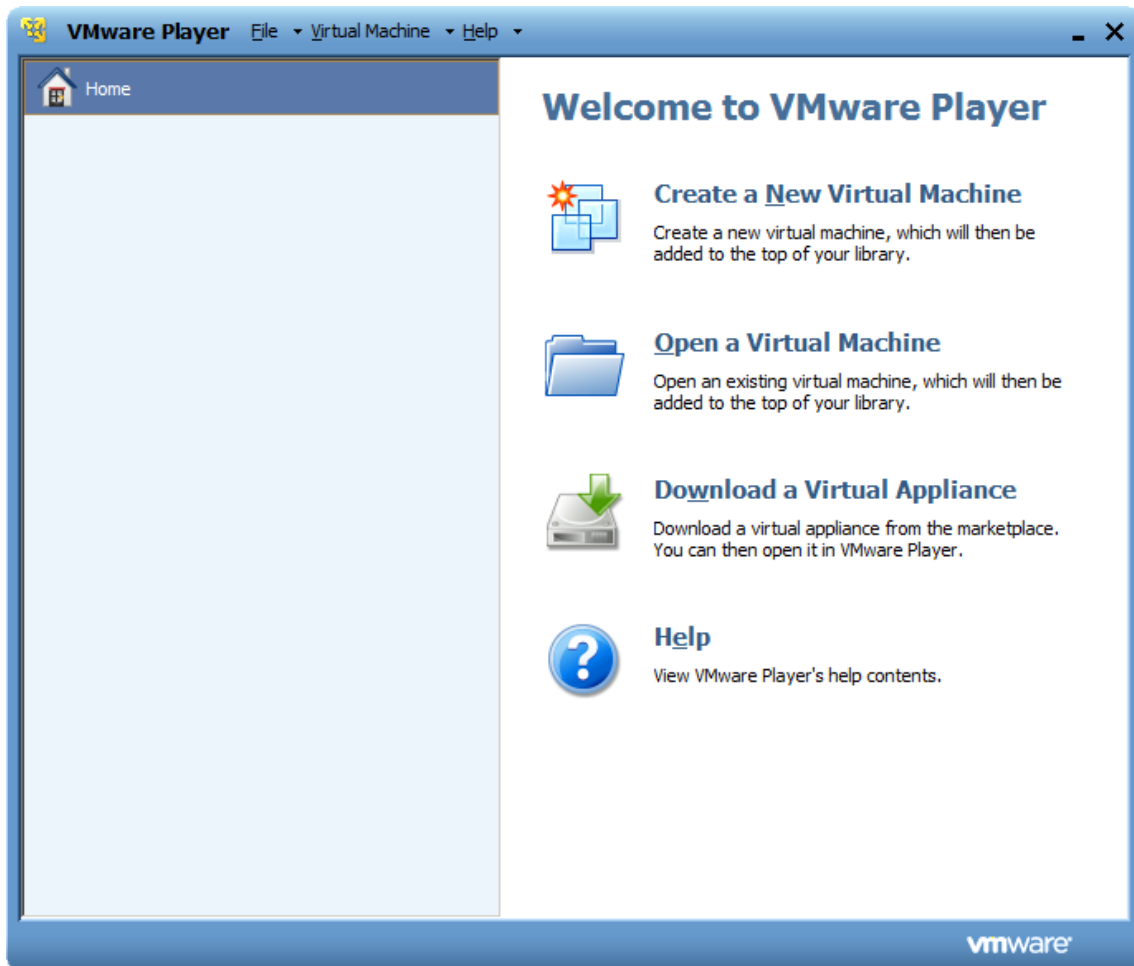 VMware Player File Virtual Machine Help
Home
Welcome to VMware Player
Create a New Virtual Machine
Create a new virtual machine, which will then be
added to the top of your library.
Open a Virtual Machine
Open an existing virtual machine, which will then be
added to the top of your library.
Download a Virtual Appliance
Download a virtual appliance from the marketplace.
You can then open it in VMware Player.
?
Help
View VMware Player's help contents.
vmware